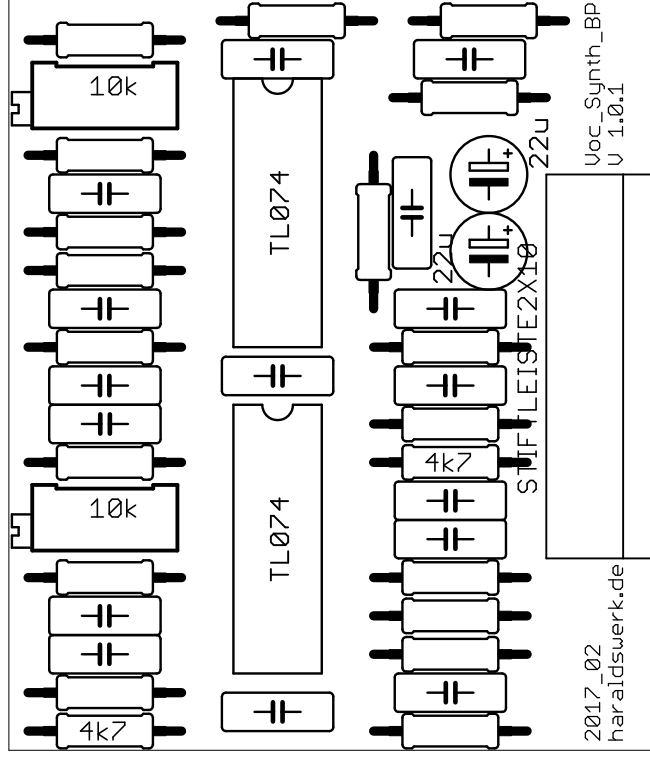 10k
TL074
22u
22u
Voc_Synth_BP
V 1.0.1
STIFTLEISTE2X10
4k7
10k
TL074
4k7
2017_02
haraldswerk.de